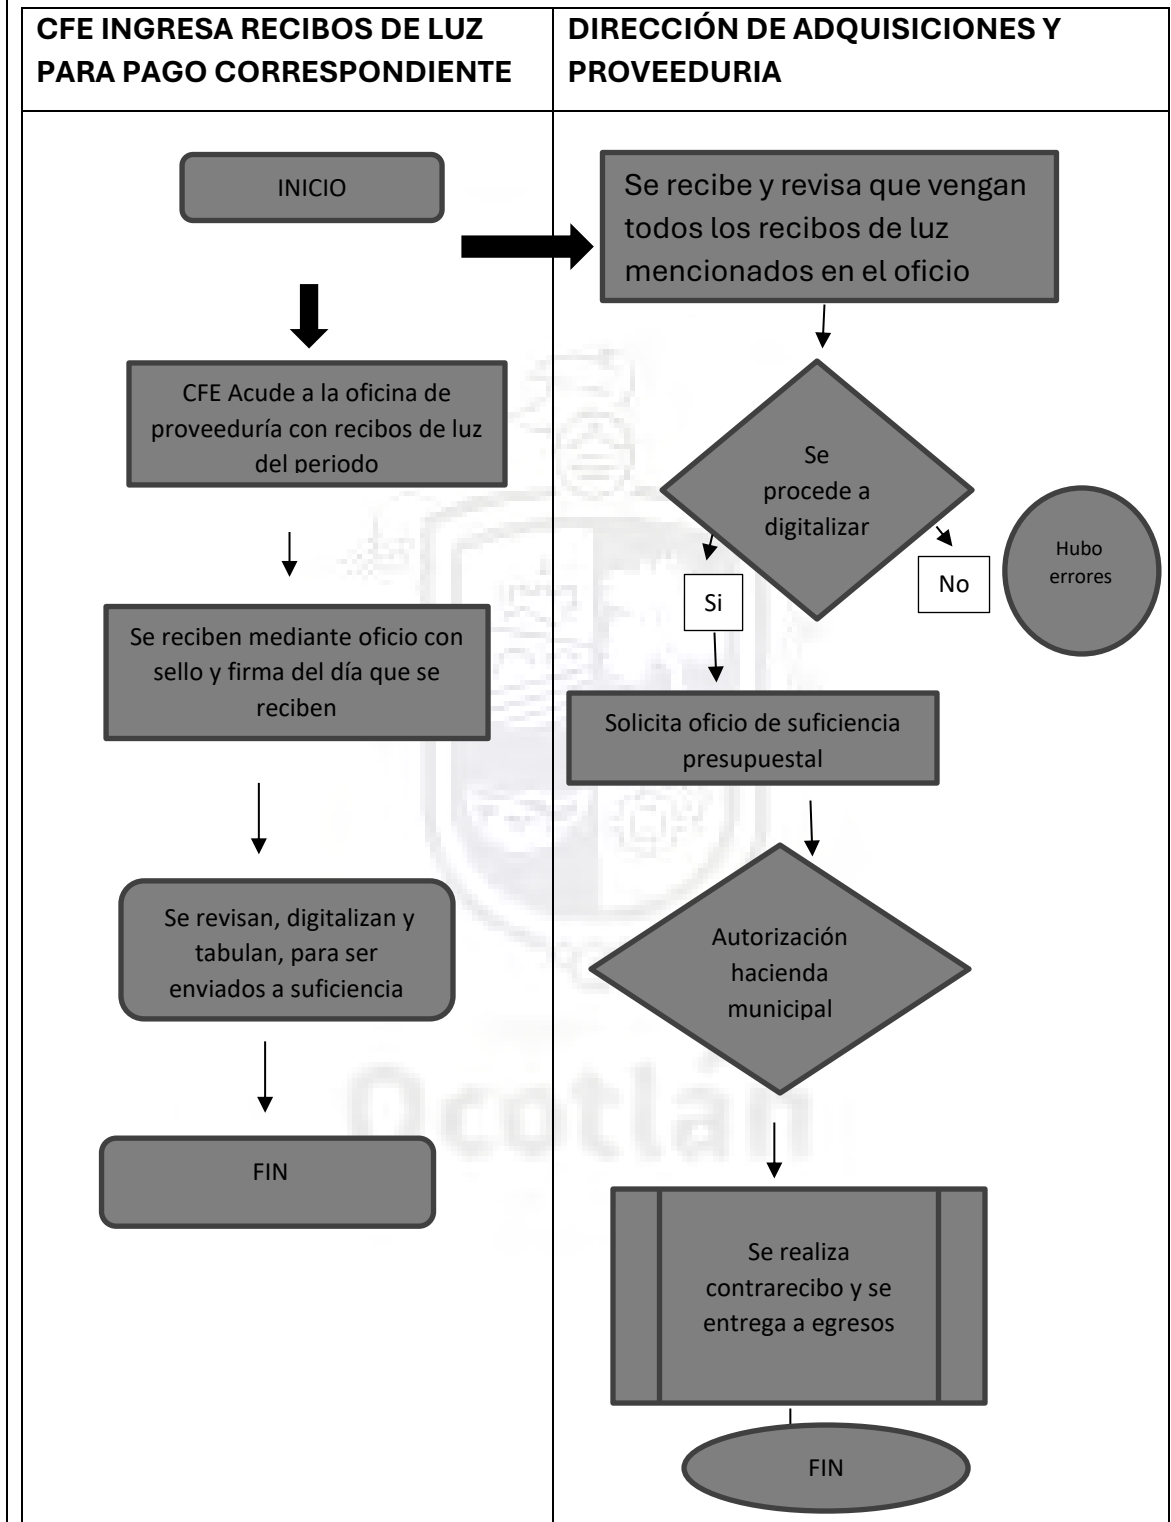 CFE INGRESA RECIBOS DE LUZ
PARA PAGO CORRESPONDIENTE
DIRECCIÓN DE ADQUISICIONES Y
PROVEEDURIA
INICIO
CFE Acude a la oficina de
proveeduría con recibos de luz
del periodo
Se reciben mediante oficio con
sello y firma del día que se
reciben
Se revisan, digitalizan y
tabulan, para ser
enviados a suficiencia
FIN
Se recibe y revisa que vengan
todos los recibos de luz
mencionados en el oficio
Se
procede a
digitalizar
Si
No
Hubo
errores
Solicita oficio de suficiencia
presupuestal
Autorización
hacienda
municipal
Se realiza
contrarecibo y se
entrega a egresos
FIN
Ocotlán